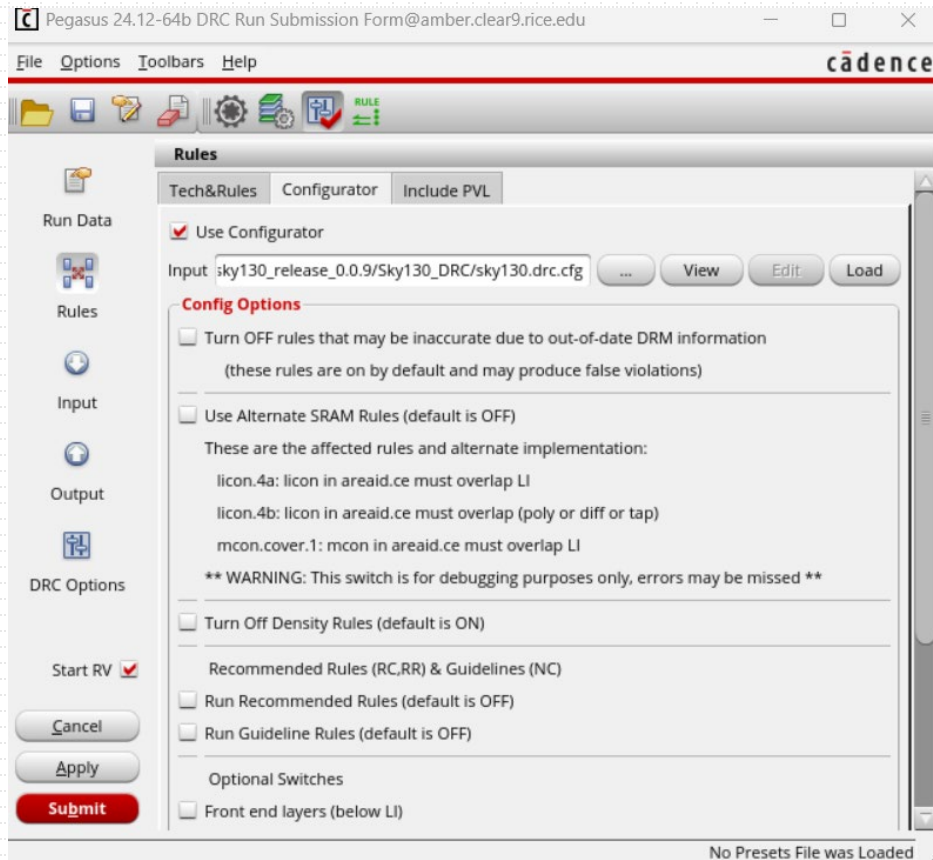 Pegasus 24.12-64b DRC Run Submission Form@amber.clear9.rice.edu
File Options Toolbars Help
cādence
RULE
Run Data
Rules
Input
Output
DRC Options
Start RV
Cancel
Apply
Submit
Rules
Tech&Rules Configurator Include PVL
Use Configurator
Input sky130_release_0.0.9/Sky130_DRC/sky130.drc.cfg ... View Edit Load
Config Options
Turn OFF rules that may be inaccurate due to out-of-date DRM information
(these rules are on by default and may produce false violations)
Use Alternate SRAM Rules (default is OFF)
These are the affected rules and alternate implementation:
licon.4a: licon in areaid.ce must overlap LI
licon.4b: licon in areaid.ce must overlap (poly or diff or tap)
mcon.cover.1: mcon in areaid.ce must overlap LI
** WARNING: This switch is for debugging purposes only, errors may be missed **
Turn Off Density Rules (default is ON)
Recommended Rules (RC,RR) & Guidelines (NC)
Run Recommended Rules (default is OFF)
Run Guideline Rules (default is OFF)
Optional Switches
Front end layers (below LI)
No Presets File was Loaded